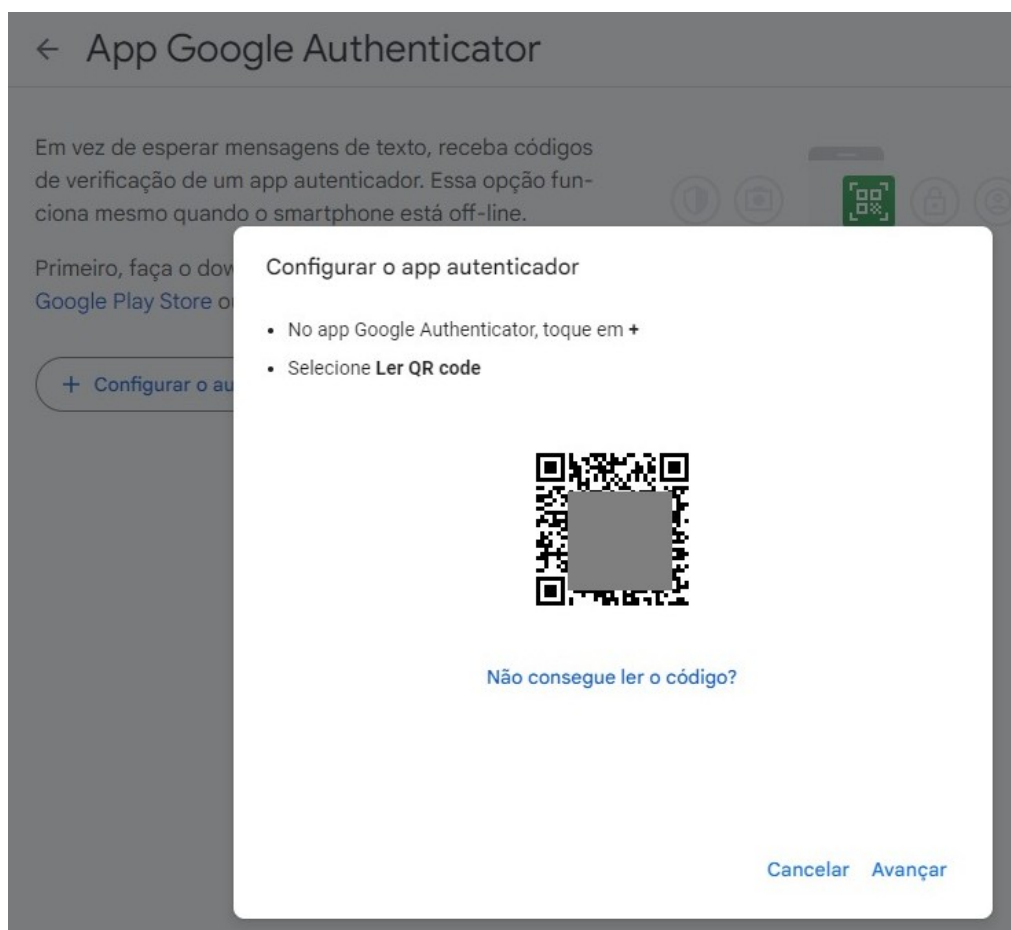 App Google Authenticator
Em vez de esperar mensagens de texto, receba códigos
de verificação de um app autenticador. Essa opção fun-
ciona mesmo quando o smartphone está off-line.
Primeiro, faça o
Google Play Store
+ Configurar o
Configurar o app autenticador
• No app Google Authenticator, toque em +
• Selecione Ler QR code
Não consegue ler o código?
Cancelar Avançar